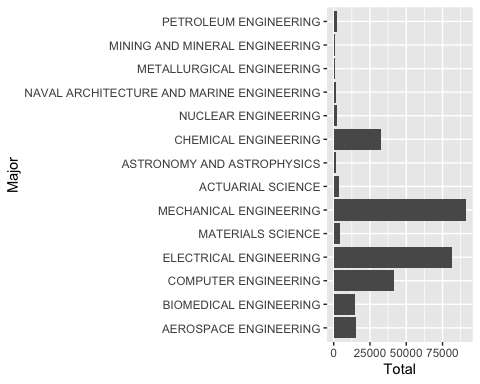 PETROLEUM ENGINEERING
MINING AND MINERAL ENGINEERING
METALLURGICAL ENGINEERING
NAVAL ARCHITECTURE AND MARINE ENGINEERING
NUCLEAR ENGINEERING
CHEMICAL ENGINEERING
ASTRONOMY AND ASTROPHYSICS
ACTUARIAL SCIENCE
MECHANICAL ENGINEERING
MATERIALS SCIENCE
ELECTRICAL ENGINEERING
COMPUTER ENGINEERING
BIOMEDICAL ENGINEERING
AEROSPACE ENGINEERING
Major
0 25000 50000 75000
Total